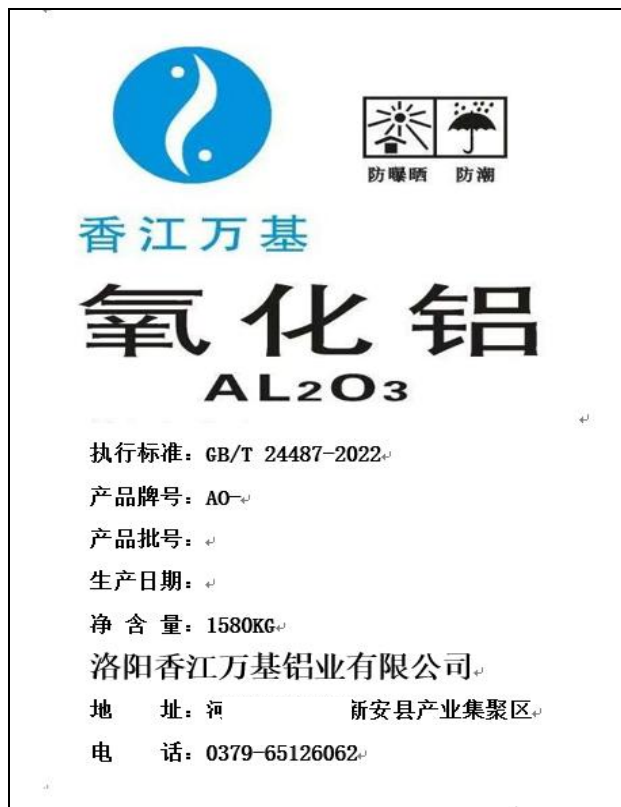 防曝晒 防潮
香江万基
氧化铝
AL2O3
执行标准：GB/T 24487-2022
产品牌号：AO-
产品批号：
生产日期：
净 含 量：1580KG
洛阳香江万基铝业有限公司
地 址：河 新安县产业集聚区
电 话：0379-65126062